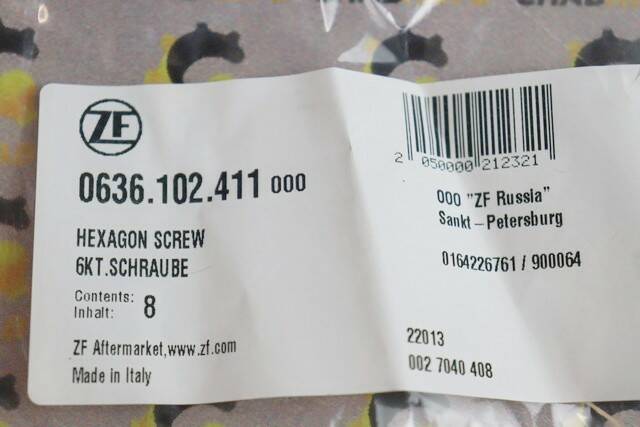 ZF
0636.102.411 000
HEXAGON SCREW
6KT.SCHRAUBE
Contents:
Inhalt: 8
ZF Aftermarket,www.zf.com
Made in Italy
2 050000 212321
000 "ZF Russia"
Sankt-Petersburg
0164226761 / 900064
22013
002 7040 408